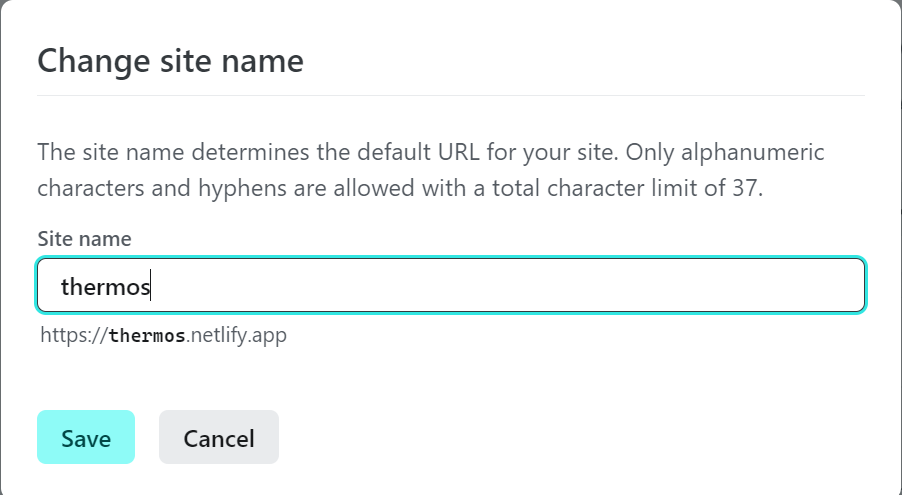 Change site name
The site name determines the default URL for your site. Only alphanumeric
characters and hyphens are allowed with a total character limit of 37.
Site name
thermos
https://thermos.netlify.app
Save Cancel